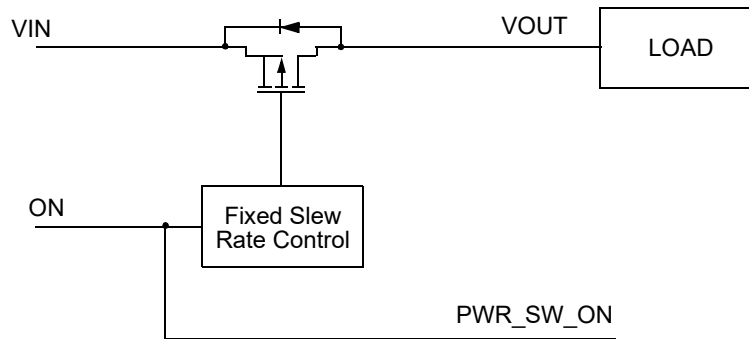 VIN
VOUT
LOAD
ON
Fixed Slew
Rate Control
PWR_SW_ON